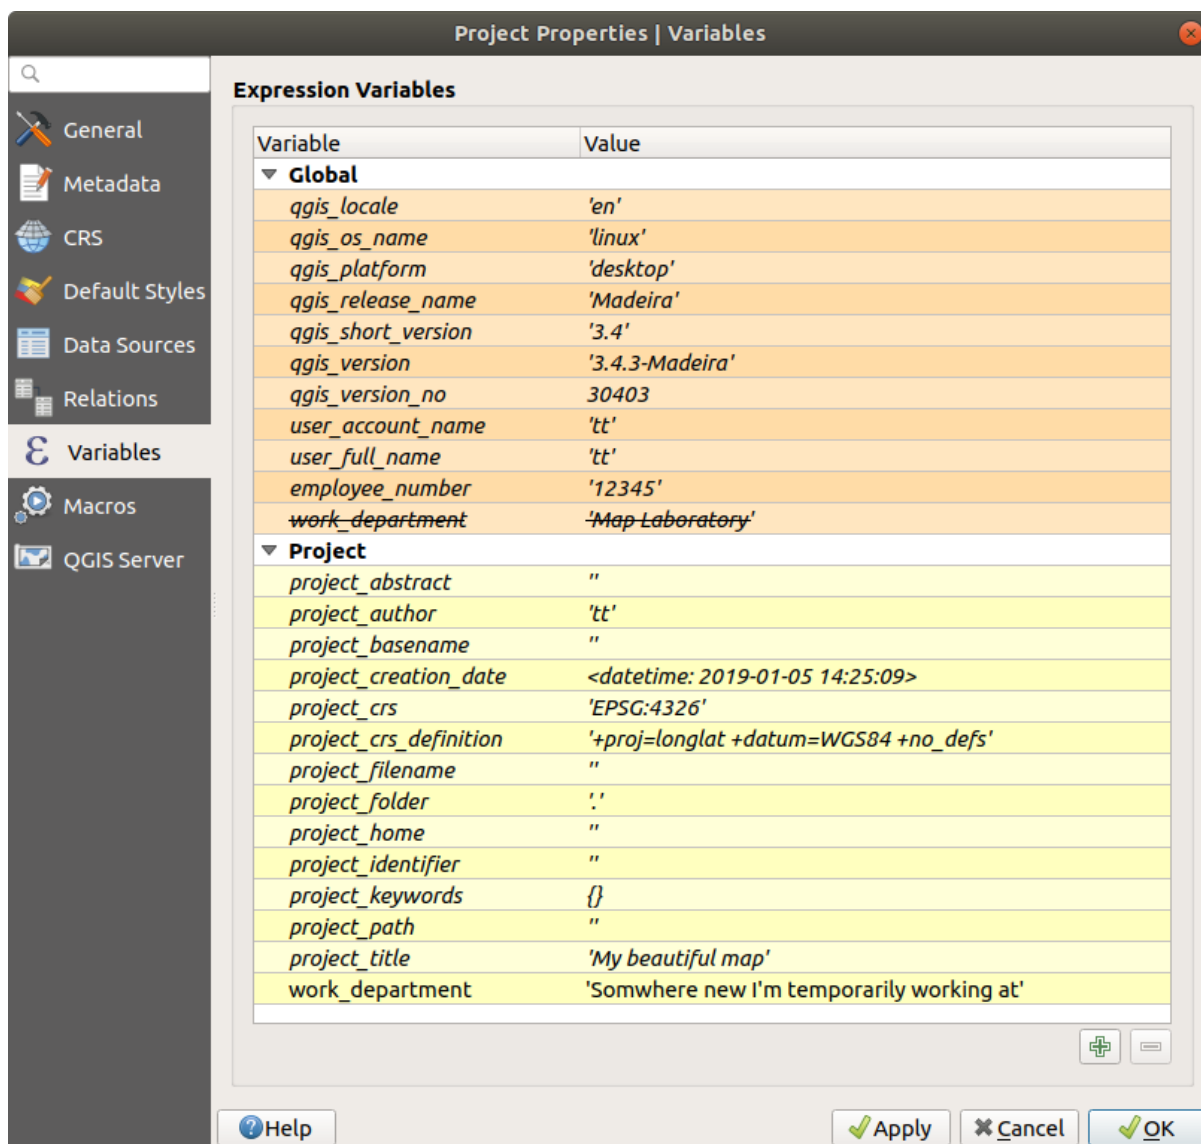 Project Properties | Variables
General
Metadata
CRS
Default Styles
Data Sources
Relations
Variables
Macros
QGIS Server
Expression Variables
Variable Value
Global
qgis_locale 'en'
qgis_os_name 'linux'
qgis_platform 'desktop'
qgis_release_name 'Madeira'
qgis_short_version '3.4'
qgis_version '3.4.3-Madeira'
qgis_version_no 30403
user_account_name 'tt'
user_full_name 'tt'
employee_number '12345'
work_department 'Map Laboratory'
Project
project_abstract ''
project_author 'tt'
project_basename ''
project_creation_date <datetime: 2019-01-05 14:25:09>
project_crs 'EPSG:4326'
project_crs_definition '+proj=longlat +datum=WGS84 +no_defs'
project_filename ''
project_folder '.'
project_home ''
project_identifier ''
project_keywords {}
project_path ''
project_title 'My beautiful map'
work_department 'Somwhere new I'm temporarily working at'
Help Apply Cancel OK